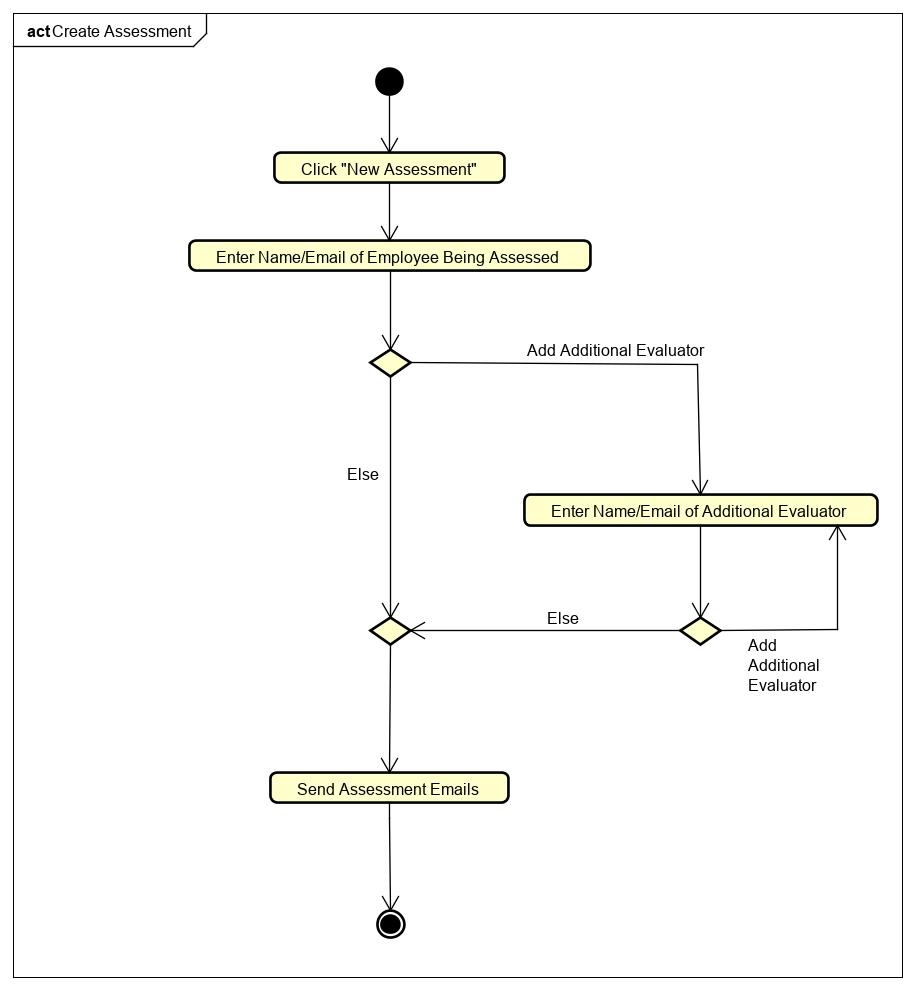 act Create Assessment
Click "New Assessment"
Enter Name/Email of Employee Being Assessed
Add Additional Evaluator
Else
Enter Name/Email of Additional Evaluator
Else
Add
Additional
Evaluator
Send Assessment Emails